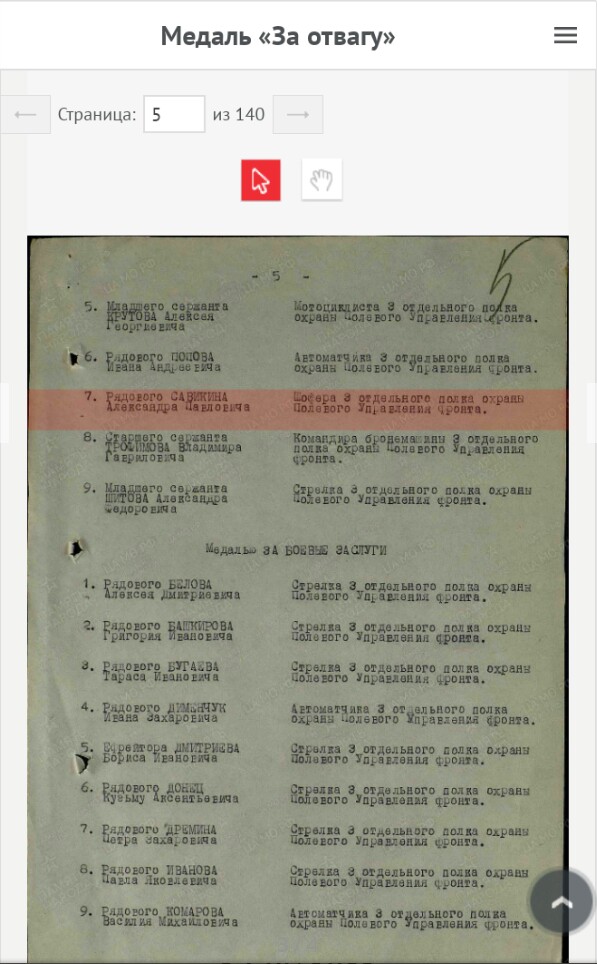 Медаль «За отвагу»
Страница: 5 из 140
- 5 -
5
5. Младшего сержанта КРУТОВА Алексея Георгиевича
Мотоциклиста 3 отдельного полка охраны Полевого Управления фронта.
6. Рядового ПОПОВА Ивана Андреевича
Автоматчика 3 отдельного полка охраны Полевого Управления фронта.
7. Рядового САВИКИНА Александра Павловича
Шофера 3 отдельного полка охраны Полевого Управления фронта.
8. Старшего сержанта ТРОФИМОВА Владимира Гавриловича
Командира бронемашины 3 отдельного полка охраны Полевого Управления фронта.
9. Младшего сержанта ШИТОВА Александра Федоровича
Стрелка 3 отдельного полка охраны Полевого Управления фронта.
Медалью ЗА БОЕВЫЕ ЗАСЛУГИ
1. Рядового БЕЛОВА Алексея Дмитриевича
Стрелка 3 отдельного полка охраны Полевого Управления фронта.
2. Рядового БАШКИРОВА Григория Ивановича
Стрелка 3 отдельного полка охраны Полевого Управления фронта.
3. Рядового БУГАЕВА Тараса Ивановича
Стрелка 3 отдельного полка охраны Полевого Управления фронта.
4. Рядового ДИМЕНЧУК Ивана Захаровича
Автоматчика 3 отдельного полка охраны Полевого Управления фронта.
5. Ефрейтора ДМИТРИЕВА Бориса Ивановича
Стрелка 3 отдельного полка охраны Полевого Управления фронта.
6. Рядового ДОНЕЦ Кузьму Аксентьевича
Стрелка 3 отдельного полка охраны Полевого Управления фронта.
7. Рядового ДРЕМИНА Петра Захаровича
Стрелка 3 отдельного полка охраны Полевого Управления фронта.
8. Рядового ИВАНОВА Павла Яковлевича
Стрелка 3 отдельного полка охраны Полевого Управления фронта.
9. Рядового КОМАРОВА Василия Михайловича
Автоматчика 3 отдельного полка охраны Полевого Управления фронта.